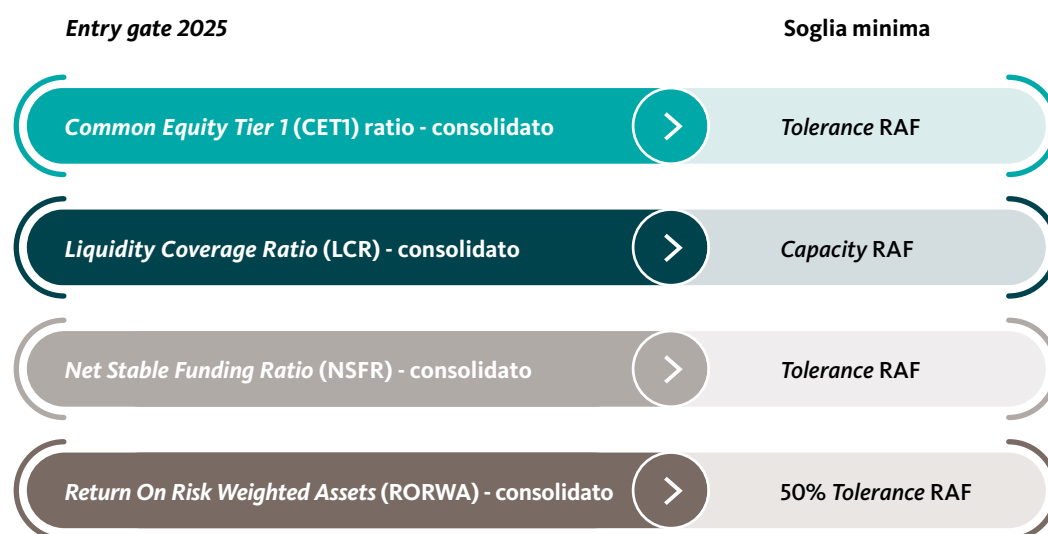 Entry gate 2025 Soglia minima
Common Equity Tier 1 (CET1) ratio - consolidato Tolerance RAF
Liquidity Coverage Ratio (LCR) - consolidato Capacity RAF
Net Stable Funding Ratio (NSFR) - consolidato Tolerance RAF
Return On Risk Weighted Assets (RORWA) - consolidato 50% Tolerance RAF